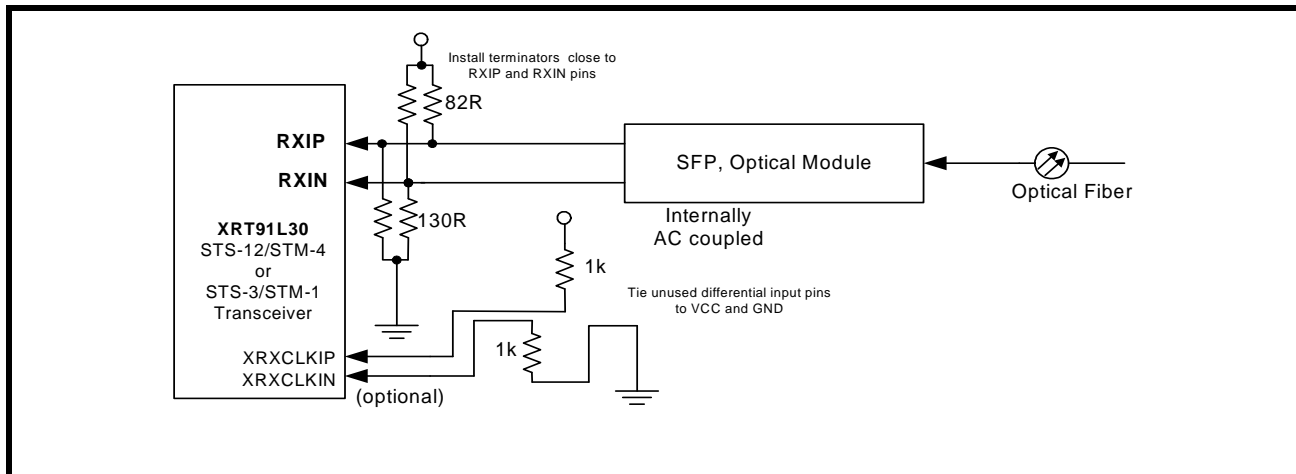 Install terminators close to
RXIP and RXIN pins
82R
RXIP
RXIN
SFP, Optical Module
Optical Fiber
130R
Internally
AC coupled
XRT91L30
STS-12/STM-4
or
STS-3/STM-1
Transceiver
1k
Tie unused differential input pins
to VCC and GND
1k
XRXCLKIP
XRXCLKIN
(optional)